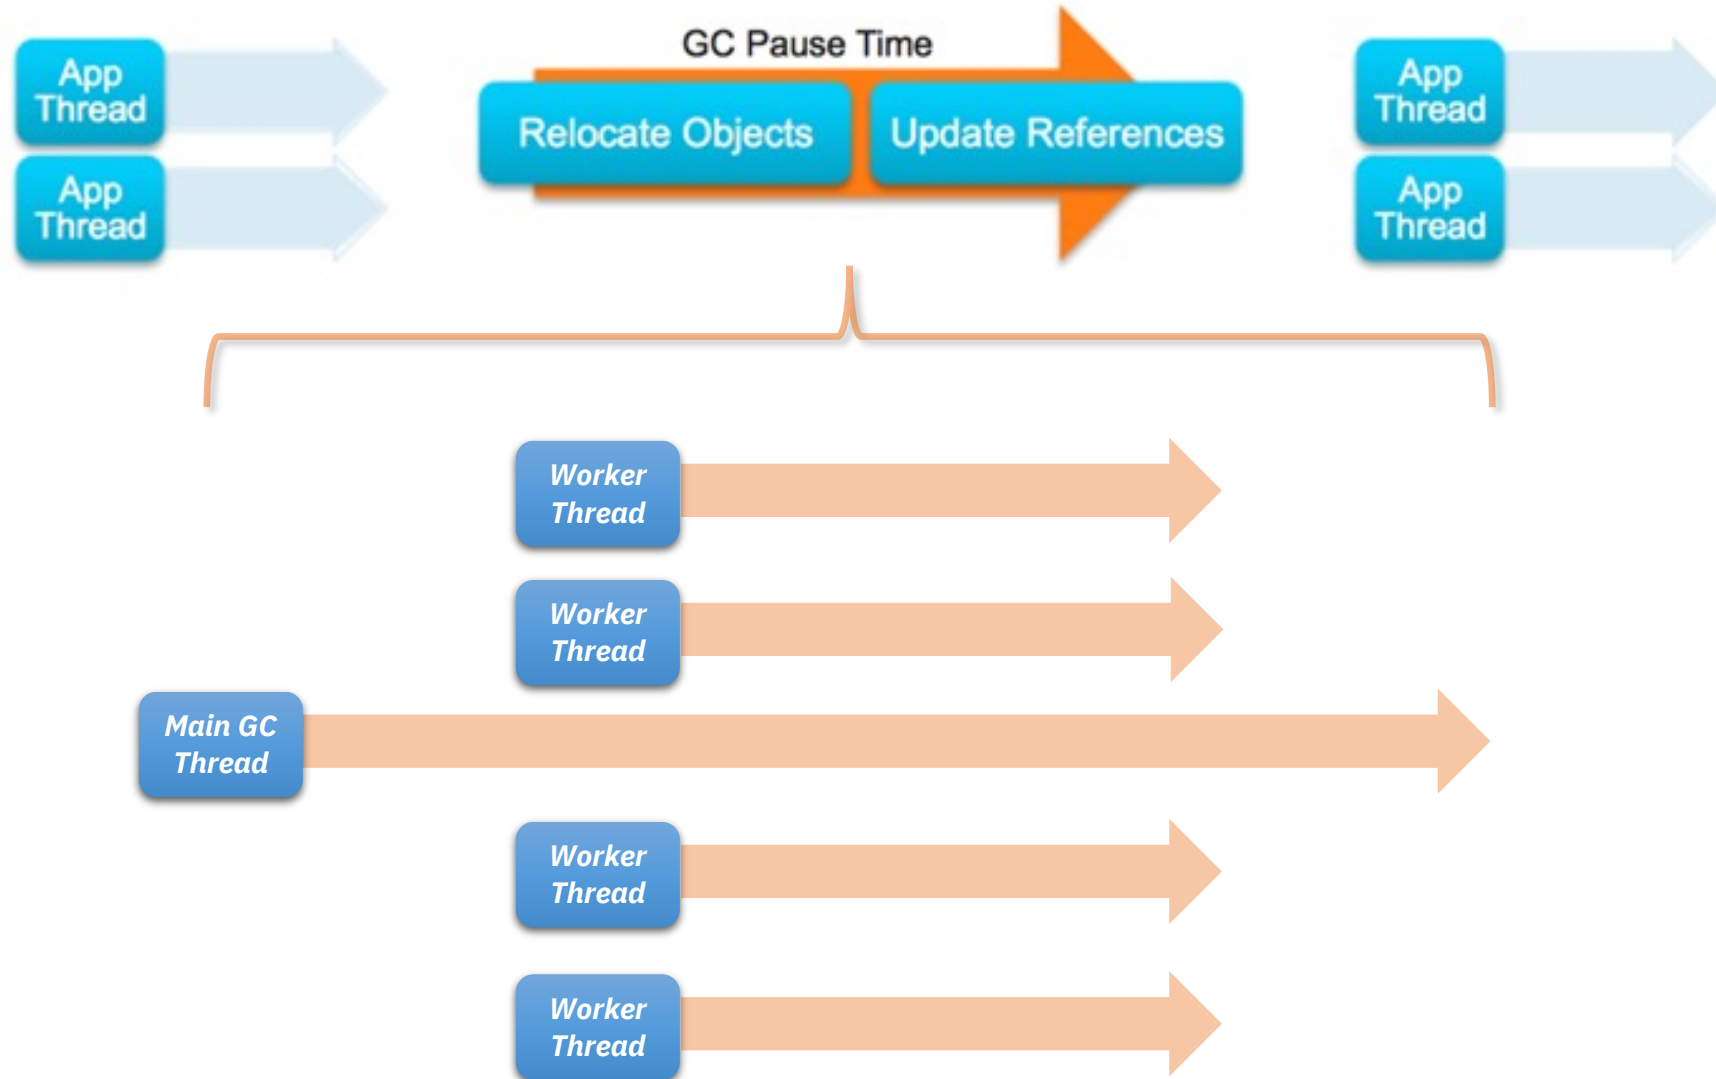 App
Thread
App
Thread
GC Pause Time
Relocate Objects
Update References
App
Thread
App
Thread
Worker
Thread
Worker
Thread
Main GC
Thread
Worker
Thread
Worker
Thread